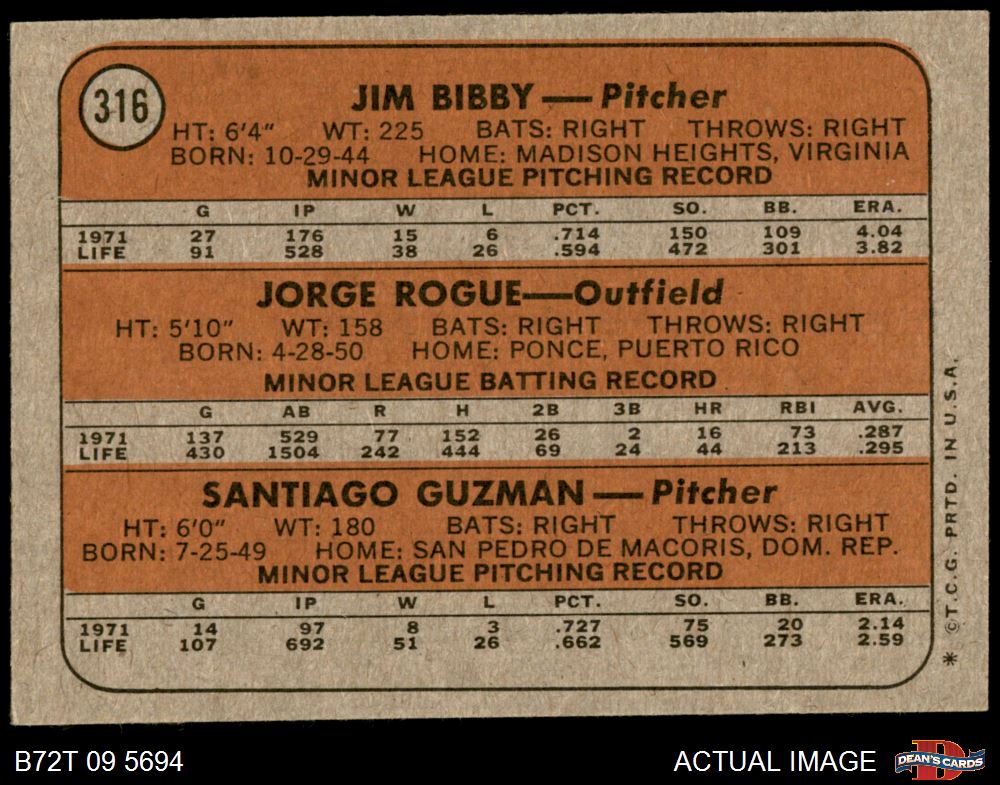 316
JIM BIBBY — Pitcher
HT: 6'4" WT: 225 BATS: RIGHT THROWS: RIGHT
BORN: 10-29-44 HOME: MADISON HEIGHTS, VIRGINIA
MINOR LEAGUE PITCHING RECORD
G IP W L PCT. SO. BB. ERA.
1971 27 176 15 6 .714 150 109 4.04
LIFE 91 528 38 26 .594 472 301 3.82
JORGE ROGUE—Outfield
HT: 5'10" WT: 158 BATS: RIGHT THROWS: RIGHT
BORN: 4-28-50 HOME: PONCE, PUERTO RICO
MINOR LEAGUE BATTING RECORD
G AB R H 2B 3B HR RBI AVG.
1971 137 529 77 152 26 2 16 73 .287
LIFE 430 1504 242 444 69 24 44 213 .295
SANTIAGO GUZMAN — Pitcher
HT: 6'0" WT: 180 BATS: RIGHT THROWS: RIGHT
BORN: 7-25-49 HOME: SAN PEDRO DE MACORIS, DOM. REP.
MINOR LEAGUE PITCHING RECORD
G IP W L PCT. SO. BB. ERA.
1971 14 97 8 3 .727 75 20 2.14
LIFE 107 692 51 26 .662 569 273 2.59
* ©T.C.G. PRTD. IN U.S.A.
B72T 09 5694
ACTUAL IMAGE
D
DEAN'S CARDS